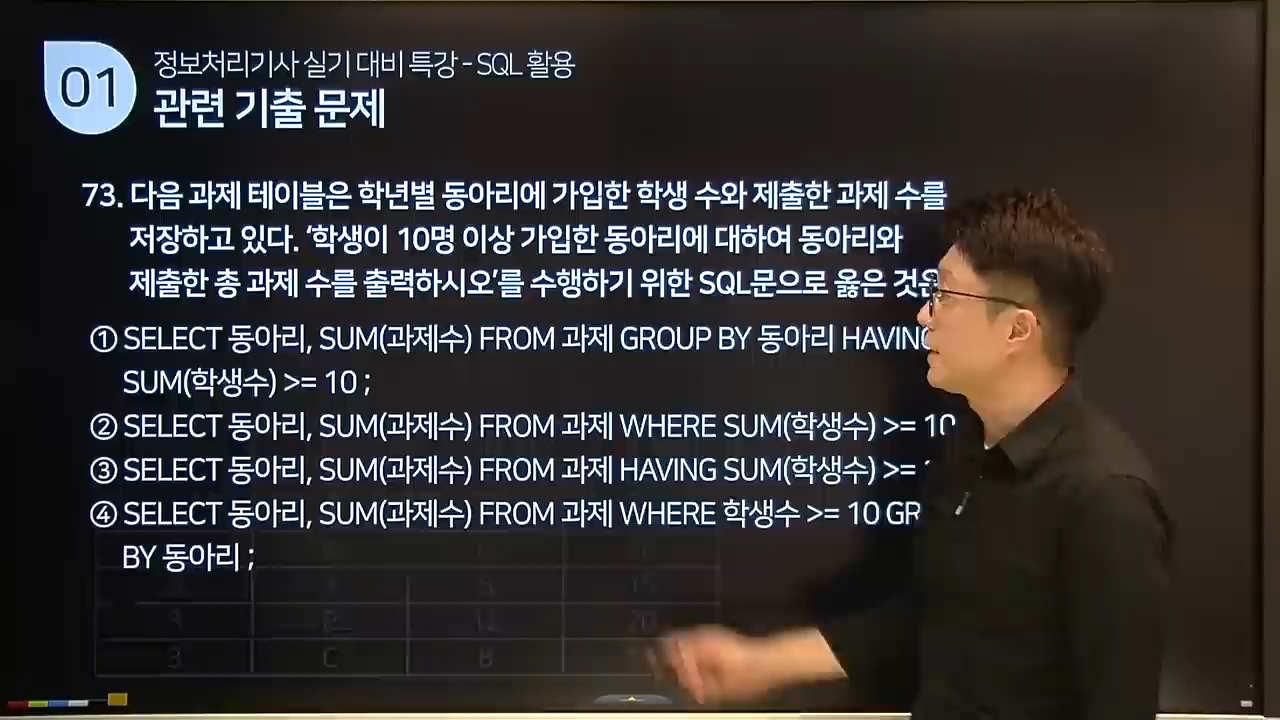 01
정보처리기사 실기 대비 특강 - SQL 활용
관련 기출 문제
73. 다음 과제 테이블은 학년별 동아리에 가입한 학생 수와 제출한 과제 수를
저장하고 있다. '학생이 10명 이상 가입한 동아리에 대하여 동아리와
제출한 총 과제 수를 출력하시오'를 수행하기 위한 SQL문으로 옳은 것은
① SELECT 동아리, SUM(과제수) FROM 과제 GROUP BY 동아리 HAVING
SUM(학생수) >= 10 ;
② SELECT 동아리, SUM(과제수) FROM 과제 WHERE SUM(학생수) >= 10
③ SELECT 동아리, SUM(과제수) FROM 과제 HAVING SUM(학생수) >=
④ SELECT 동아리, SUM(과제수) FROM 과제 WHERE 학생수 >= 10 GR
BY 동아리 ;
5 15
3 B 12 20
3 C 8